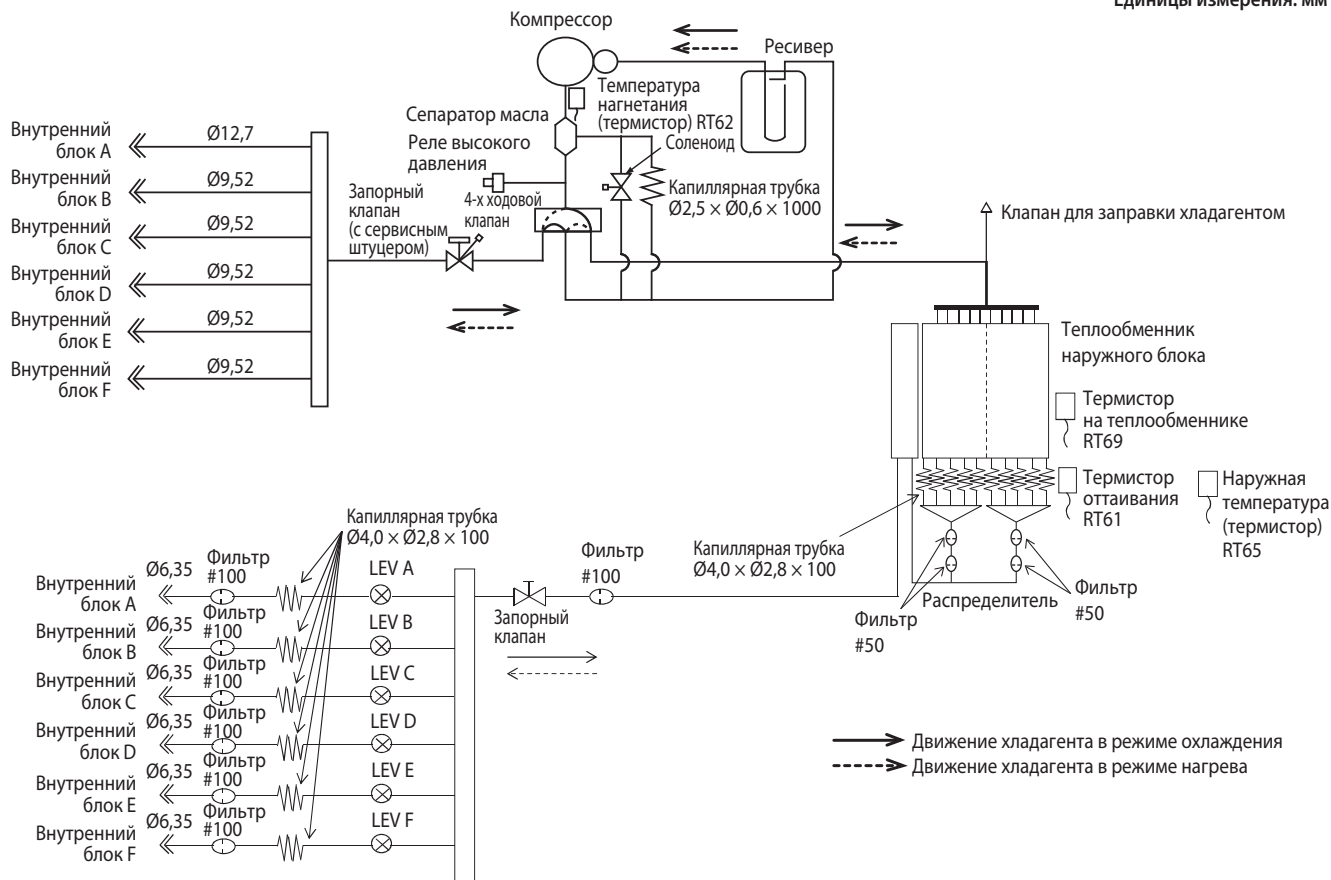 Единицы измерения: мм
Компрессор
Ресивер
Температура
нагнетания
(термистор) RT62
Сепаратор масла
Соленоид
Реле высокого
давления
Капиллярная трубка
Ø2,5 × Ø0,6 × 1000
4-х ходовой
клапан
Запорный
клапан
(с сервисным
штуцером)
Внутренний
блок A
Ø12,7
Внутренний
блок B
Ø9,52
Внутренний
блок C
Ø9,52
Внутренний
блок D
Ø9,52
Внутренний
блок E
Ø9,52
Внутренний
блок F
Ø9,52
Клапан для заправки хладагентом
Теплообменник
наружного блока
Термистор
на теплообменнике
RT69
Термистор
оттаивания
RT61
Наружная
температура
(термистор)
RT65
Капиллярная трубка
Ø4,0 × Ø2,8 × 100
Распределитель
Фильтр
#50
Фильтр
#50
Капиллярная трубка
Ø4,0 × Ø2,8 × 100
Фильтр
#100
Запорный
клапан
Внутренний
блок A
Ø6,35
Фильтр
#100
LEV A
Внутренний
блок B
Ø6,35
Фильтр
#100
LEV B
Внутренний
блок C
Ø6,35
Фильтр
#100
LEV C
Внутренний
блок D
Ø6,35
Фильтр
#100
LEV D
Внутренний
блок E
Ø6,35
Фильтр
#100
LEV E
Внутренний
блок F
Ø6,35
Фильтр
#100
LEV F
Движение хладагента в режиме охлаждения
Движение хладагента в режиме нагрева